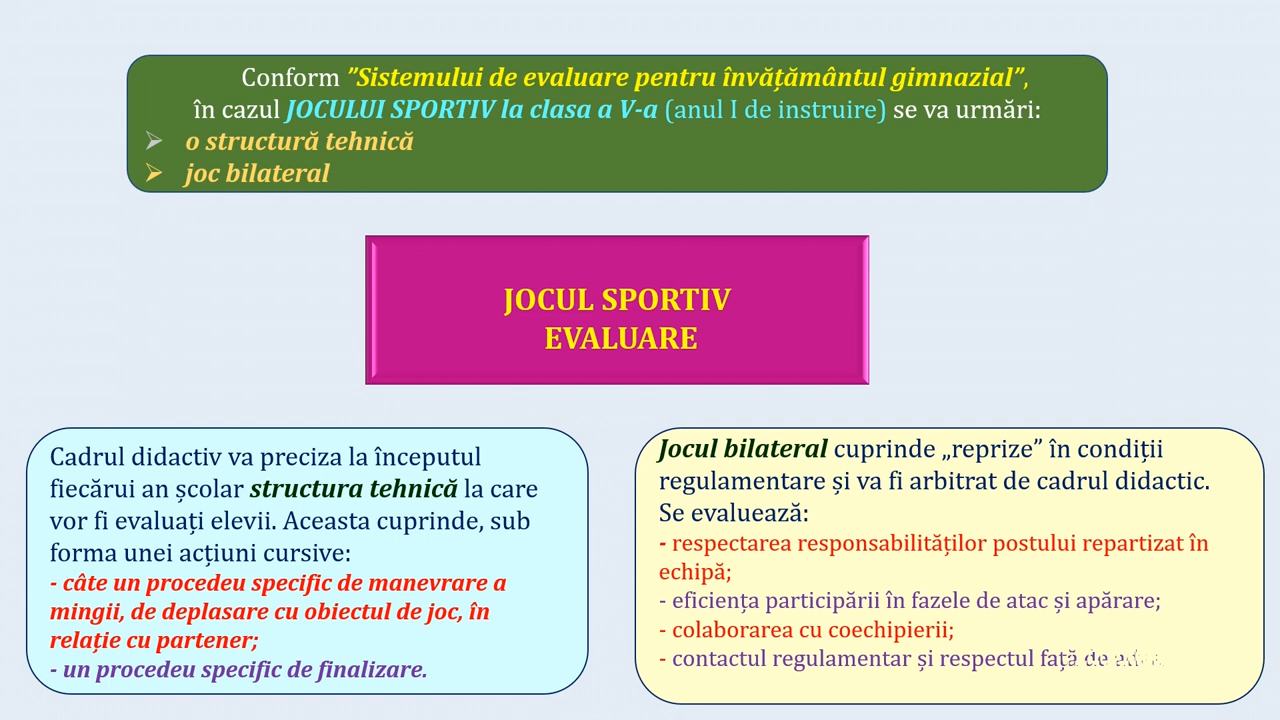 Conform ”Sistemului de evaluare pentru învățământul gimnazial”,
în cazul JOCULUI SPORTIV la clasa a V-a (anul I de instruire) se va urmări:
➢ o structură tehnică
➢ joc bilateral
JOCUL SPORTIV
EVALUARE
Cadrul didactiv va preciza la începutul
fiecărui an școlar structura tehnică la care
vor fi evaluați elevii. Aceasta cuprinde, sub
forma unei acțiuni cursive:
- câte un procedeu specific de manevrare a
mingii, de deplasare cu obiectul de joc, în
relație cu partener;
- un procedeu specific de finalizare.
Jocul bilateral cuprinde „reprize” în condiții
regulamentare și va fi arbitrat de cadrul didactic.
Se evaluează:
- respectarea responsabilităților postului repartizat în
echipă;
- eficiența participării în fazele de atac și apărare;
- colaborarea cu coechipierii;
- contactul regulamentar și respectul față de